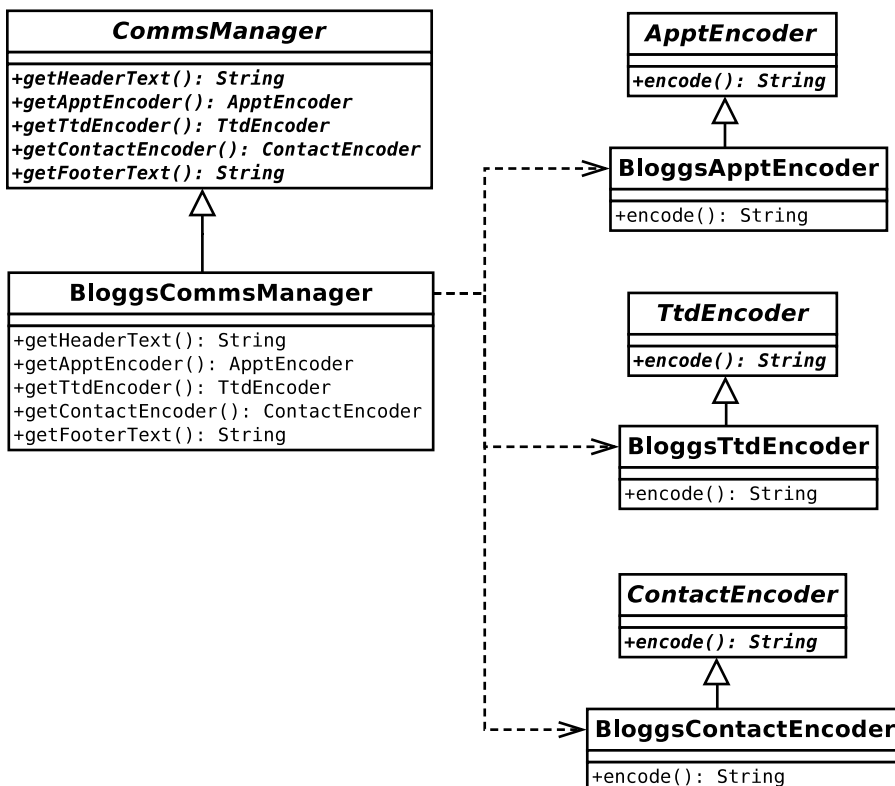 CommsManager
+getHeaderText(): String
+getApptEncoder(): ApptEncoder
+getTtdEncoder(): TtdEncoder
+getContactEncoder(): ContactEncoder
+getFooterText(): String
BloggsCommsManager
+getHeaderText(): String
+getApptEncoder(): ApptEncoder
+getTtdEncoder(): TtdEncoder
+getContactEncoder(): ContactEncoder
+getFooterText(): String
ApptEncoder
+encode(): String
BloggsApptEncoder
+encode(): String
TtdEncoder
+encode(): String
BloggsTtdEncoder
+encode(): String
ContactEncoder
+encode(): String
BloggsContactEncoder
+encode(): String